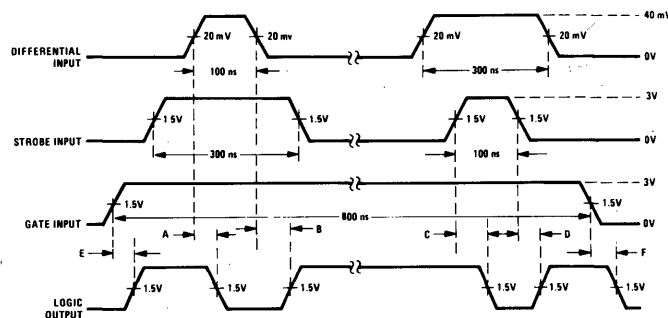 40 mV
DIFFERENTIAL INPUT
20 mV
20 mv
20 mV
20 mV
0V
100 ns
300 ns
3V
STROBE INPUT
1 5V
1.5V
1 5V
1.5V
0V
300 ns
100 ns
3V
GATE INPUT
1.5V
1.5V
0V
800 ns
A
B
C
D
E
F
LOGIC OUTPUT
1.5V
1.5V
1.5V
1.5V
1.5V
1.5V